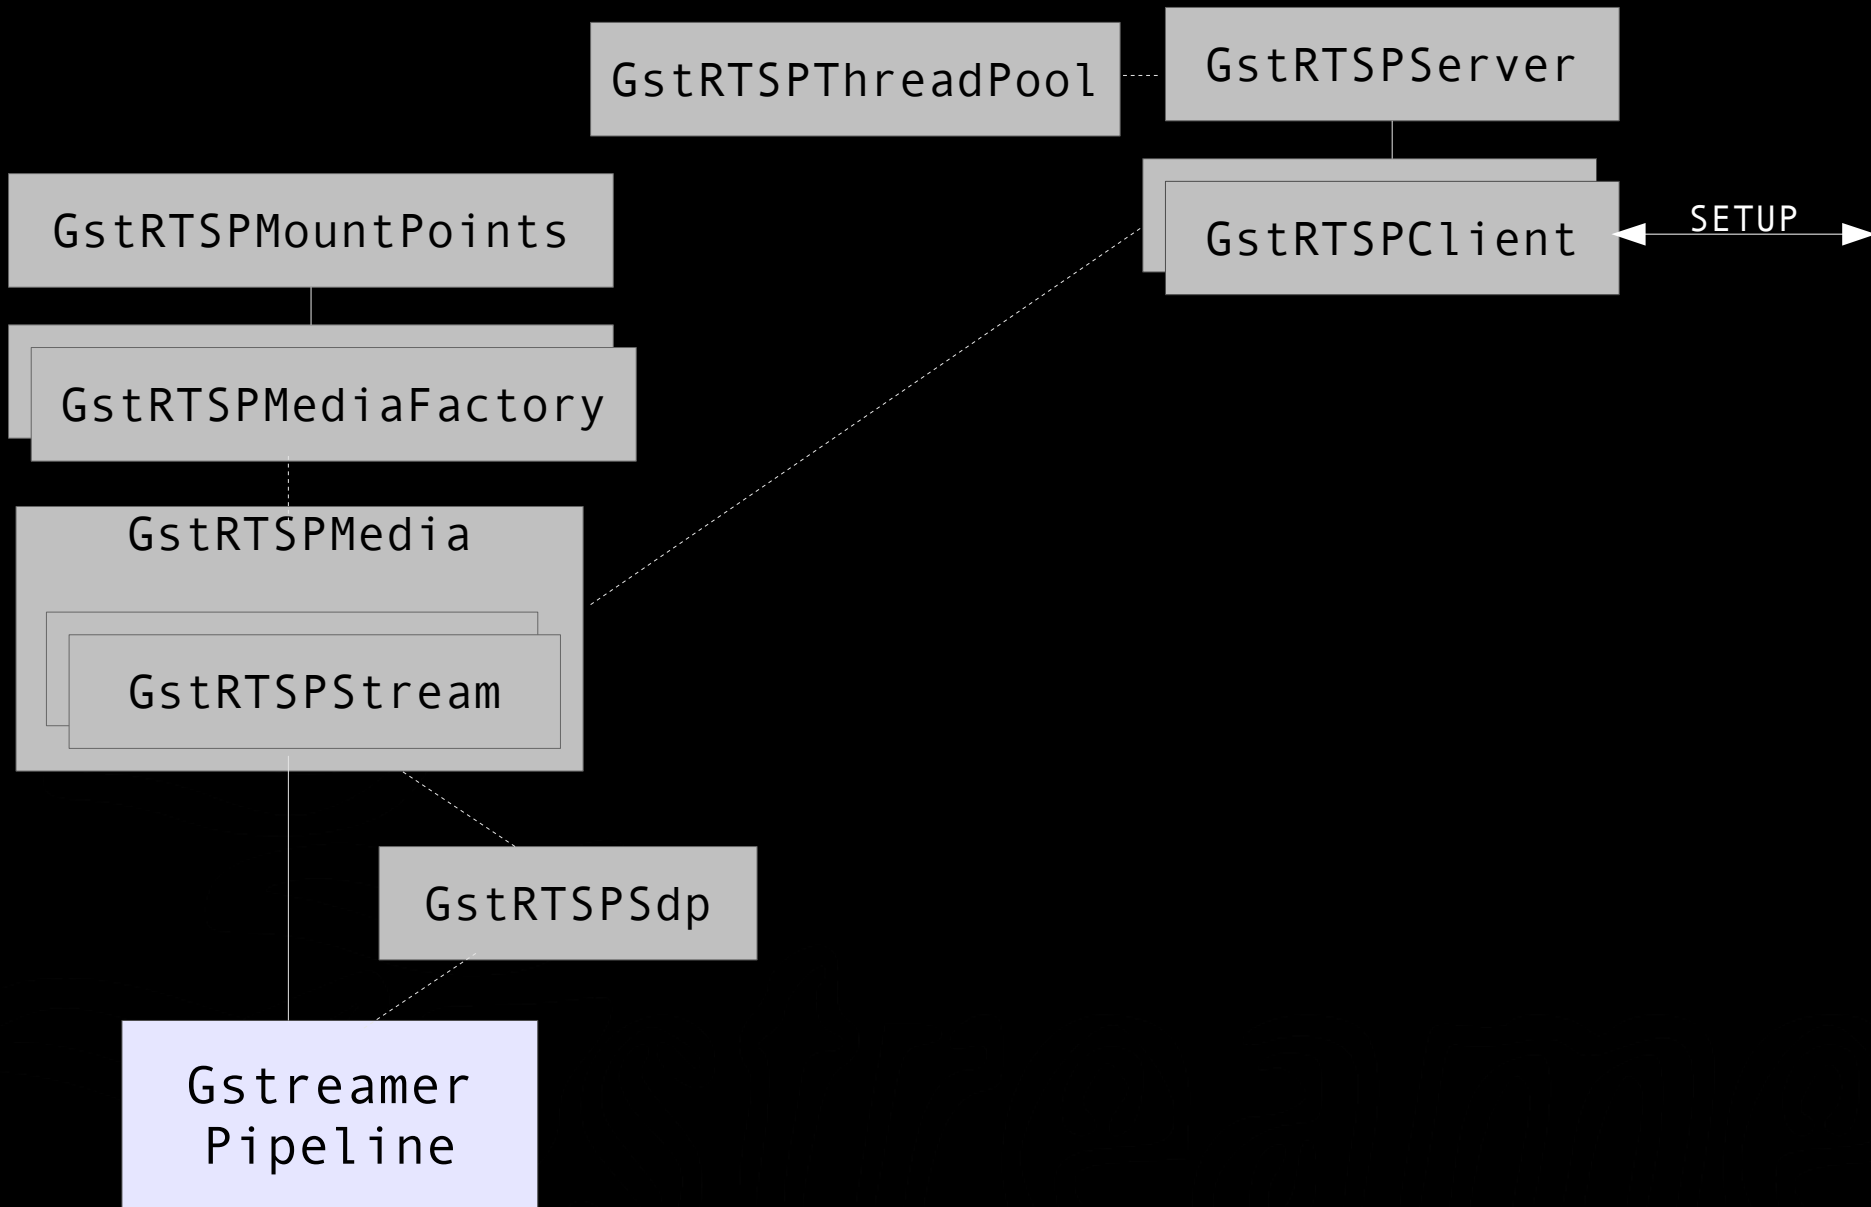 GstRTSPThreadPool
GstRTSPServer
GstRTSPMountPoints
GstRTSPClient
SETUP
GstRTSPMediaFactory
GstRTSPMedia
GstRTSPStream
GstRTSPSdp
Gstreamer
Pipeline